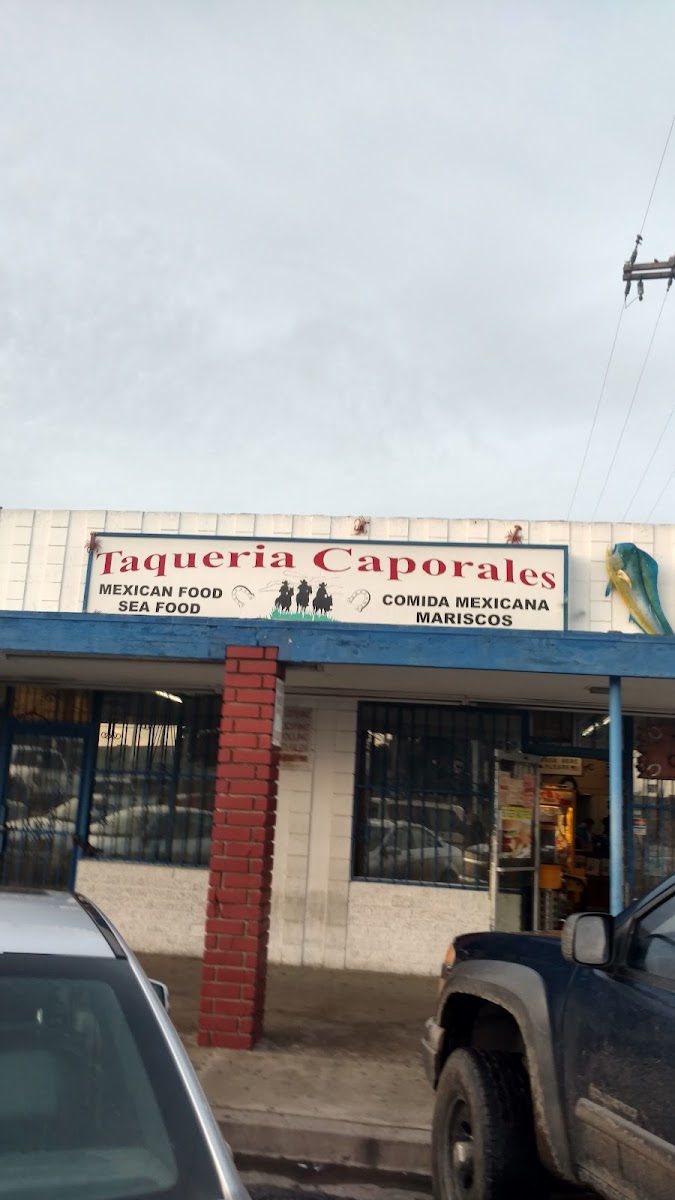 Taqueria Caporales
MEXICAN FOOD
SEA FOOD
COMIDA MEXICANA
MARISCOS